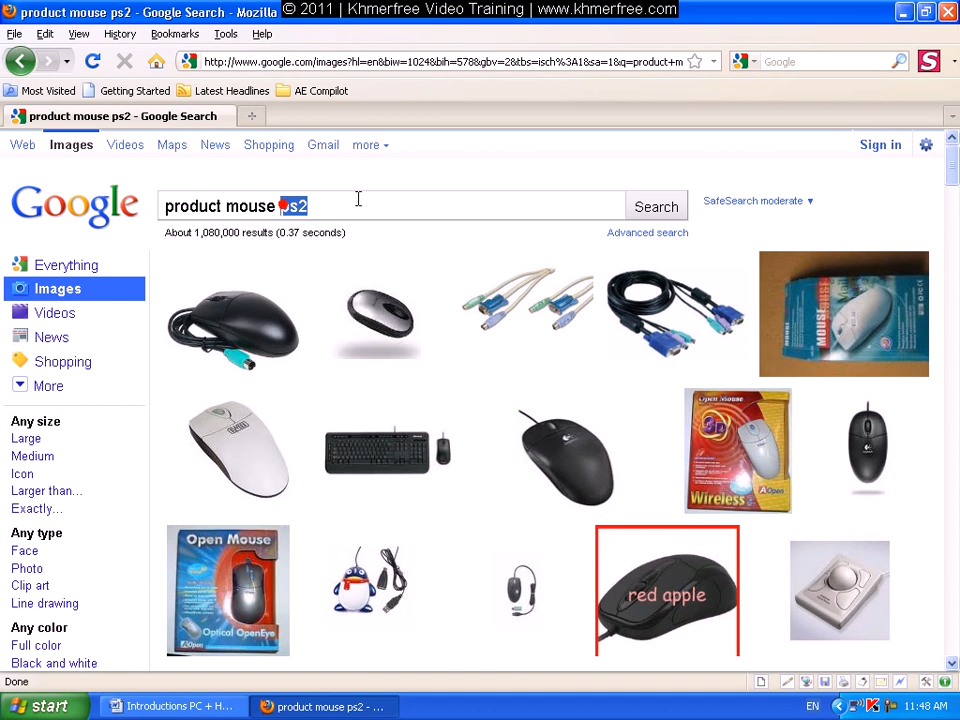 product mouse ps2 - Google Search - Mozilla
© 2011 | Khmerfree Video Training | www.khmerfree.com
File Edit View History Bookmarks Tools Help
http://www.google.com/images?hl=en&biw=1024&bih=578&gbv=2&tbs=isch%3A1&sa=1&q=product+m
Google
Most Visited Getting Started Latest Headlines AE Compilot
product mouse ps2 - Google Search
Web Images Videos Maps News Shopping Gmail more
Sign in
Google
product mouse ps2
Search
SafeSearch moderate ▼
About 1,080,000 results (0.37 seconds)
Advanced search
Everything
Images
Videos
News
Shopping
More
Any size
Large
Medium
Icon
Larger than...
Exactly...
Any type
Face
Photo
Clip art
Line drawing
Any color
Full color
Black and white
MOUSE
Open Mouse
3D
Wireless
AOpen
Open Mouse
Optical OpenEye
AOpen
red apple
Done
start
Introductions PC + H...
product mouse ps2 - ...
EN
11:48 AM